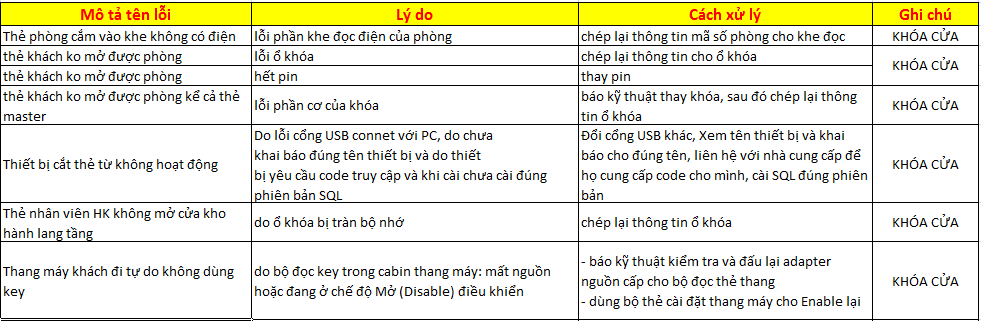 Mô tả tên lỗi	Lý do	Cách xử lý	Ghi chú
Thẻ phòng cắm vào khe không có điện	lỗi phần khe đọc điện của phòng	chép lại thông tin mã số phòng cho khe đọc	KHÓA CỬA
thẻ khách ko mở được phòng	lỗi ổ khóa	chép lại thông tin cho ổ khóa
KHÓA CỬA
thẻ khách ko mở được phòng	hết pin	thay pin
thẻ khách ko mở được phòng kể cả thẻ
master
lỗi phần cơ của khóa
báo kỹ thuật thay khóa, sau đó chép lại thông
tin ổ khóa
KHÓA CỬA
Thiết bị cắt thẻ từ không hoạt động
Do lỗi cổng USB connet với PC, do chưa
khai báo đúng tên thiết bị và do thiết
bị yêu cầu code truy cập và khi cài chưa cài đúng
phiên bản SQL
Đổi cổng USB khác, Xem tên thiết bị và khai
báo cho đúng tên, liên hệ với nhà cung cấp để
họ cung cấp code cho mình, cài SQL đúng phiên
bản
KHÓA CỬA
Thẻ nhân viên HK không mở cửa kho
hành lang tầng
do ổ khóa bị tràn bộ nhớ
chép lại thông tin ổ khóa
KHÓA CỬA
Thang máy khách đi tự do không dùng
key
do bộ đọc key trong cabin thang máy: mất nguồn
hoặc đang ở chế độ Mở (Disable) điều khiển
- báo kỹ thuật kiểm tra và đấu lại adapter
nguồn cấp cho bộ đọc thẻ thang
- dùng bộ thẻ cài đặt thang máy cho Enable lại
KHÓA CỬA